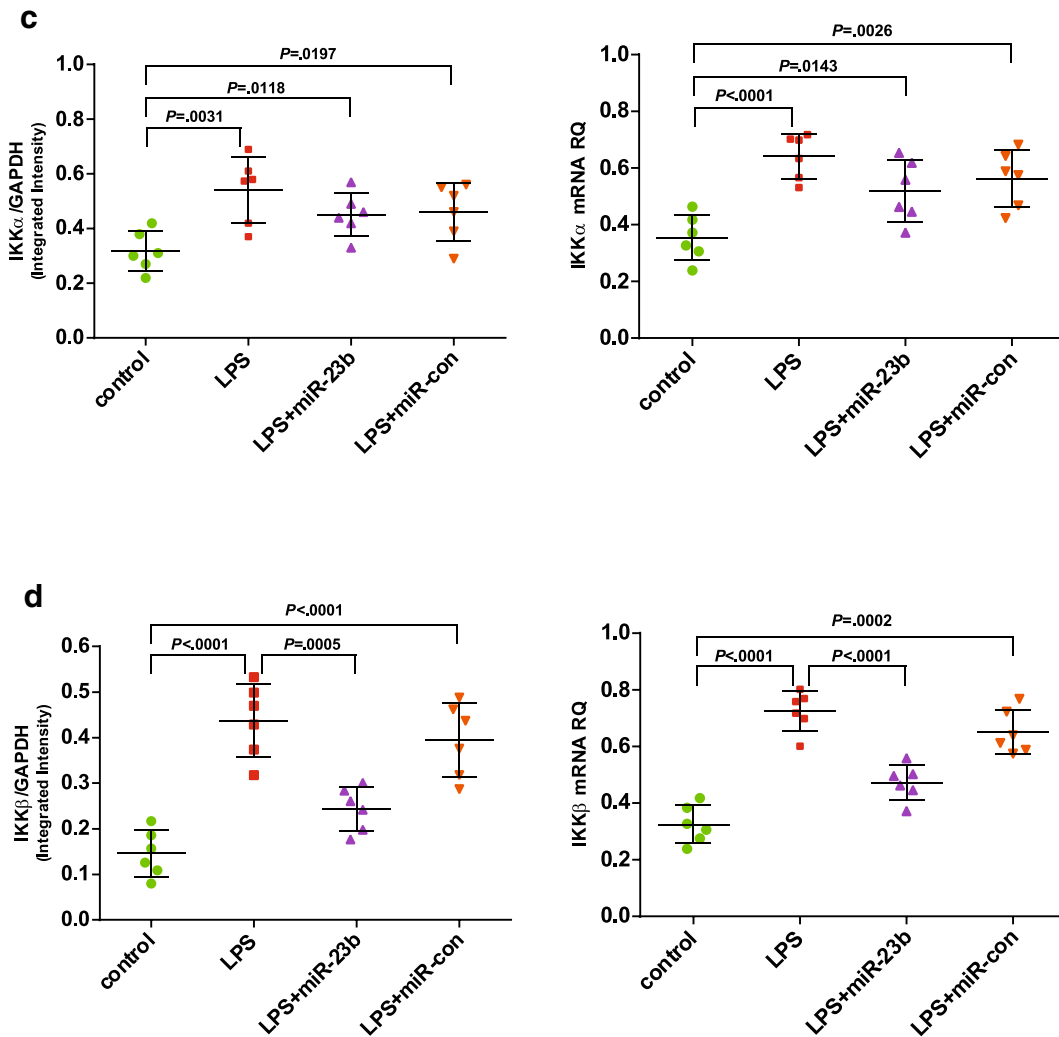 c
P=.0197
P=.0118
P=.0031
1.0
0.8
0.6
0.4
0.2
0.0
IKKα/GAPDH
(Integrated Intensity)
control
LPS
LPS+miR-23b
LPS+miR-con
P=.0026
P=.0143
P<.0001
1.0
0.8
0.6
0.4
0.2
0.0
IKKα mRNA RQ
control
LPS
LPS+miR-23b
LPS+miR-con
d
P<.0001
P<.0001
P=.0005
0.6
0.5
0.4
0.3
0.2
0.1
0.0
IKKβ/GAPDH
(Integrated Intensity)
control
LPS
LPS+miR-23b
LPS+miR-con
P=.0002
P<.0001
P<.0001
1.0
0.8
0.6
0.4
0.2
0.0
IKKβ mRNA RQ
control
LPS
LPS+miR-23b
LPS+miR-con